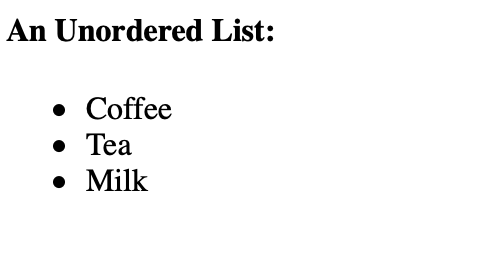 An Unordered List:
• Coffee
• Tea
• Milk